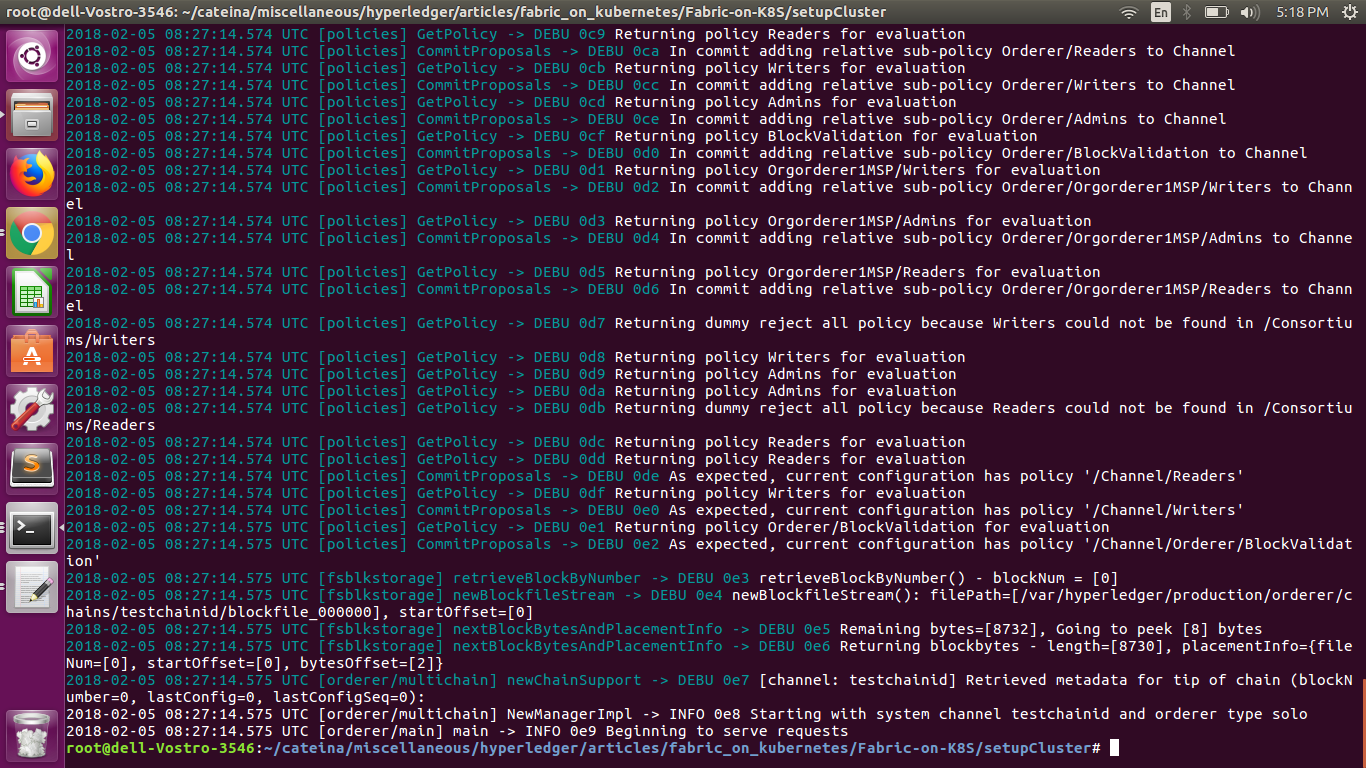 root@dell-Vostro-3546: ~/cateina/miscellaneous/hyperledger/articles/fabric_on_kubernetes/Fabric-on-K8S/setupCluster
En
5:18 PM
2018-02-05 08:27:14.574 UTC [policies] GetPolicy -> DEBU 0c9 Returning policy Readers for evaluation
2018-02-05 08:27:14.574 UTC [policies] CommitProposals -> DEBU 0ca In commit adding relative sub-policy Orderer/Readers to Channel
2018-02-05 08:27:14.574 UTC [policies] GetPolicy -> DEBU 0cb Returning policy Writers for evaluation
2018-02-05 08:27:14.574 UTC [policies] CommitProposals -> DEBU 0cc In commit adding relative sub-policy Orderer/Writers to Channel
2018-02-05 08:27:14.574 UTC [policies] GetPolicy -> DEBU 0cd Returning policy Admins for evaluation
2018-02-05 08:27:14.574 UTC [policies] CommitProposals -> DEBU 0ce In commit adding relative sub-policy Orderer/Admins to Channel
2018-02-05 08:27:14.574 UTC [policies] GetPolicy -> DEBU 0cf Returning policy BlockValidation for evaluation
2018-02-05 08:27:14.574 UTC [policies] CommitProposals -> DEBU 0d0 In commit adding relative sub-policy Orderer/BlockValidation to Channel
2018-02-05 08:27:14.574 UTC [policies] GetPolicy -> DEBU 0d1 Returning policy Orgorderer1MSP/Writers for evaluation
2018-02-05 08:27:14.574 UTC [policies] CommitProposals -> DEBU 0d2 In commit adding relative sub-policy Orderer/Orgorderer1MSP/Writers to Chann
el
2018-02-05 08:27:14.574 UTC [policies] GetPolicy -> DEBU 0d3 Returning policy Orgorderer1MSP/Admins for evaluation
2018-02-05 08:27:14.574 UTC [policies] CommitProposals -> DEBU 0d4 In commit adding relative sub-policy Orderer/Orgorderer1MSP/Admins to Channe
l
2018-02-05 08:27:14.574 UTC [policies] GetPolicy -> DEBU 0d5 Returning policy Orgorderer1MSP/Readers for evaluation
2018-02-05 08:27:14.574 UTC [policies] CommitProposals -> DEBU 0d6 In commit adding relative sub-policy Orderer/Orgorderer1MSP/Readers to Chann
el
2018-02-05 08:27:14.574 UTC [policies] GetPolicy -> DEBU 0d7 Returning dummy reject all policy because Writers could not be found in /Consortiu
ms/Writers
2018-02-05 08:27:14.574 UTC [policies] GetPolicy -> DEBU 0d8 Returning policy Writers for evaluation
2018-02-05 08:27:14.574 UTC [policies] GetPolicy -> DEBU 0d9 Returning policy Admins for evaluation
2018-02-05 08:27:14.574 UTC [policies] GetPolicy -> DEBU 0da Returning policy Admins for evaluation
2018-02-05 08:27:14.574 UTC [policies] GetPolicy -> DEBU 0db Returning dummy reject all policy because Readers could not be found in /Consortiu
ms/Readers
2018-02-05 08:27:14.574 UTC [policies] GetPolicy -> DEBU 0dc Returning policy Readers for evaluation
2018-02-05 08:27:14.574 UTC [policies] GetPolicy -> DEBU 0dd Returning policy Readers for evaluation
2018-02-05 08:27:14.574 UTC [policies] CommitProposals -> DEBU 0de As expected, current configuration has policy '/Channel/Readers'
2018-02-05 08:27:14.574 UTC [policies] GetPolicy -> DEBU 0df Returning policy Writers for evaluation
2018-02-05 08:27:14.574 UTC [policies] CommitProposals -> DEBU 0e0 As expected, current configuration has policy '/Channel/Writers'
2018-02-05 08:27:14.575 UTC [policies] GetPolicy -> DEBU 0e1 Returning policy Orderer/BlockValidation for evaluation
2018-02-05 08:27:14.575 UTC [policies] CommitProposals -> DEBU 0e2 As expected, current configuration has policy '/Channel/Orderer/BlockValidat
ion'
2018-02-05 08:27:14.575 UTC [fsblkstorage] retrieveBlockByNumber -> DEBU 0e3 retrieveBlockByNumber() - blockNum = [0]
2018-02-05 08:27:14.575 UTC [fsblkstorage] newBlockfileStream -> DEBU 0e4 newBlockfileStream(): filePath=[/var/hyperledger/production/orderer/c
hains/testchainid/blockfile_000000], startOffset=[0]
2018-02-05 08:27:14.575 UTC [fsblkstorage] nextBlockBytesAndPlacementInfo -> DEBU 0e5 Remaining bytes=[8732], Going to peek [8] bytes
2018-02-05 08:27:14.575 UTC [fsblkstorage] nextBlockBytesAndPlacementInfo -> DEBU 0e6 Returning blockbytes - length=[8730], placementInfo={file
Num=[0], startOffset=[0], bytesOffset=[2]}
2018-02-05 08:27:14.575 UTC [orderer/multichain] newChainSupport -> DEBU 0e7 [channel: testchainid] Retrieved metadata for tip of chain (blockN
umber=0, lastConfig=0, lastConfigSeq=0):
2018-02-05 08:27:14.575 UTC [orderer/multichain] NewManagerImpl -> INFO 0e8 Starting with system channel testchainid and orderer type solo
2018-02-05 08:27:14.575 UTC [orderer/main] main -> INFO 0e9 Beginning to serve requests
root@dell-Vostro-3546:~/cateina/miscellaneous/hyperledger/articles/fabric_on_kubernetes/Fabric-on-K8S/setupCluster#